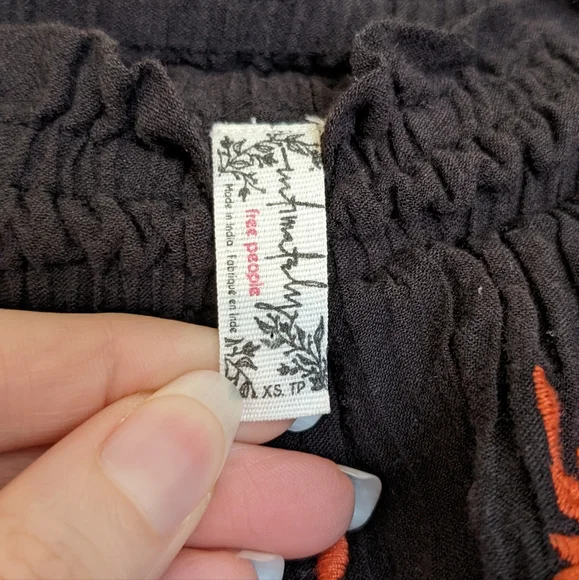 Intimately
free people
Made in India . Fabriqué en Inde
XS. TP